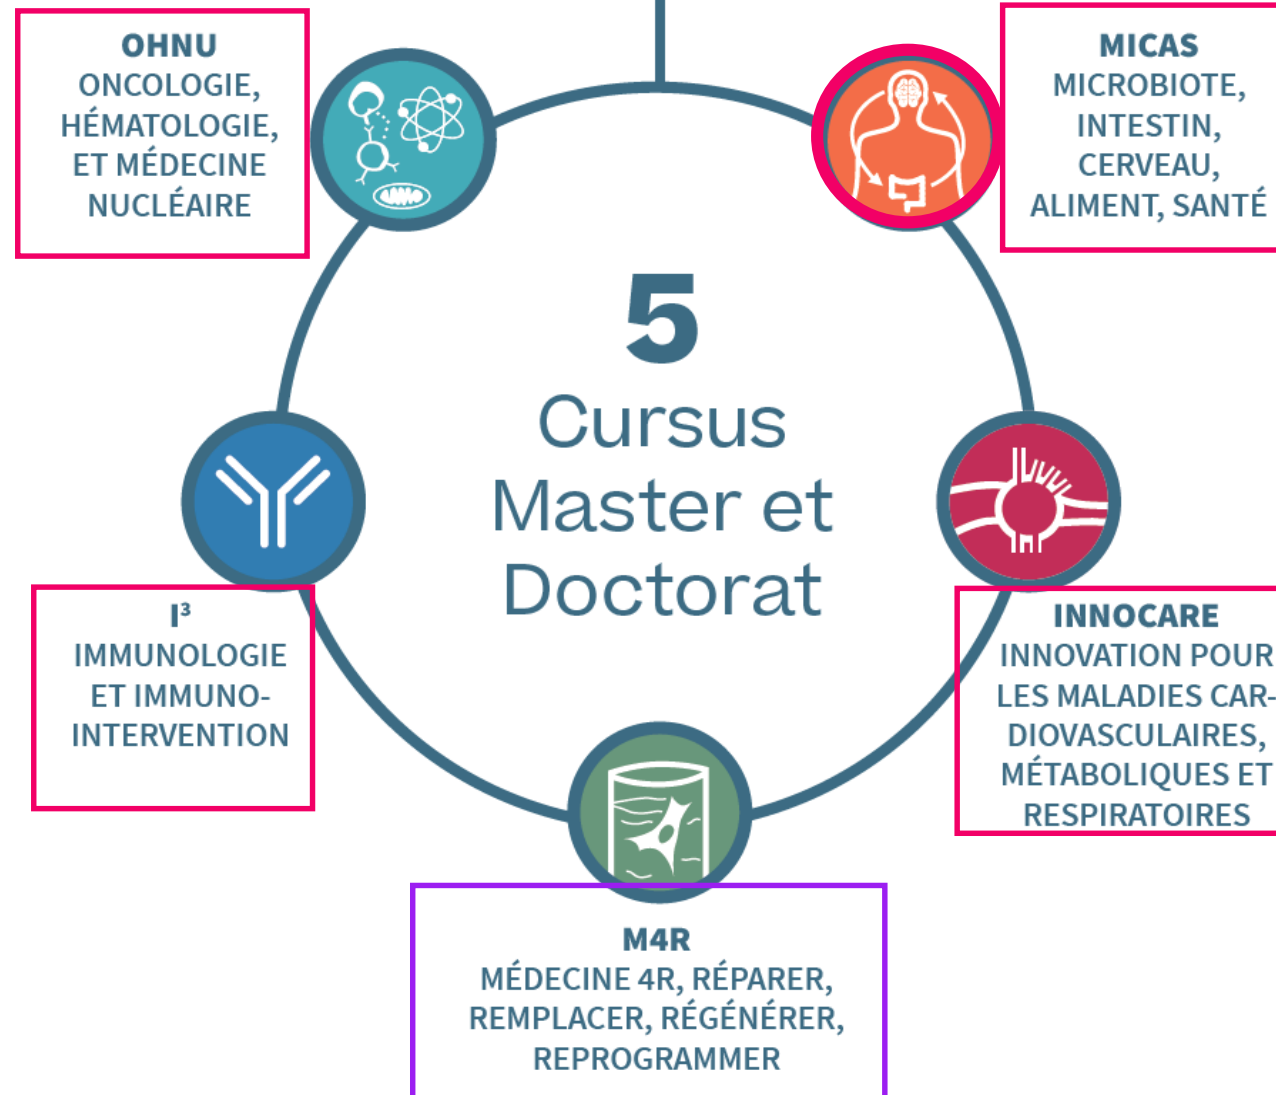 OHNU
ONCOLOGIE,
HÉMATOLOGIE,
ET MÉDECINE
NUCLÉAIRE
MICAS
MICROBIOTE,
INTESTIN,
CERVEAU,
ALIMENT, SANTÉ
5
Cursus
Master et
Doctorat
I³
IMMUNOLOGIE
ET IMMUNO-
INTERVENTION
INNOCARE
INNOVATION POUR
LES MALADIES CAR-
DIOVASCULAIRES,
MÉTABOLIQUES ET
RESPIRATOIRES
M4R
MÉDECINE 4R, RÉPARER,
REMPLACER, RÉGÉNÉRER,
REPROGRAMMER